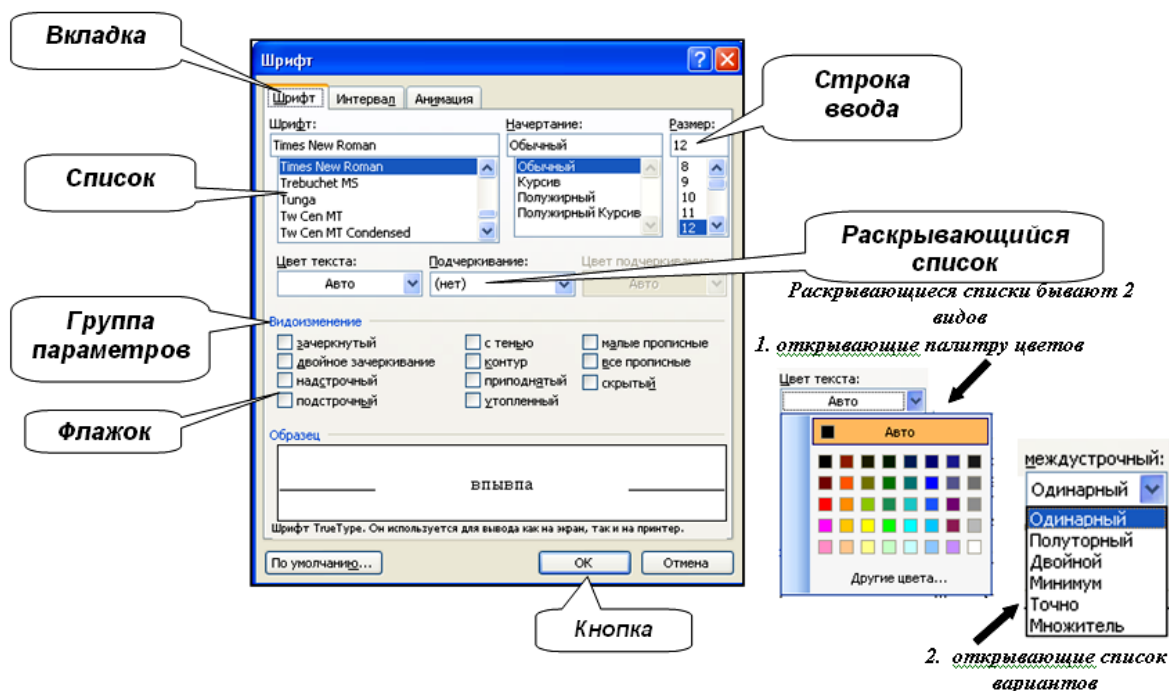 Вкладка
Строка
ввода
Список
Раскрывающийся
список
Группа
параметров
Флажок
Кнопка
Шрифт
Шрифт Интервал Анимация
Шрифт: Начертание: Размер:
Times New Roman Обычный 12
Times New Roman Обычный 8
Trebuchet MS Курсив 9
Tunga Полужирный 10
Tw Cen MT Полужирный Курсив 11
Tw Cen MT Condensed 12
Цвет текста: Подчеркивание: Цвет подчеркивания:
Авто (нет) Авто
Видоизменение
зачеркнутый с тенью малые прописные
двойное зачеркивание контур все прописные
надстрочный приподнятый скрытый
подстрочный утопленный
Образец
впывпа
Шрифт TrueType. Он используется для вывода как на экран, так и на принтер.
По умолчанию... ОК Отмена
Раскрывающиеся списки бывают 2
видов
1. открывающие палитру цветов
Цвет текста:
Авто
Авто
Другие цвета...
междустрочный:
Одинарный
Одинарный
Полуторный
Двойной
Минимум
Точно
Множитель
2. открывающие список
вариантов